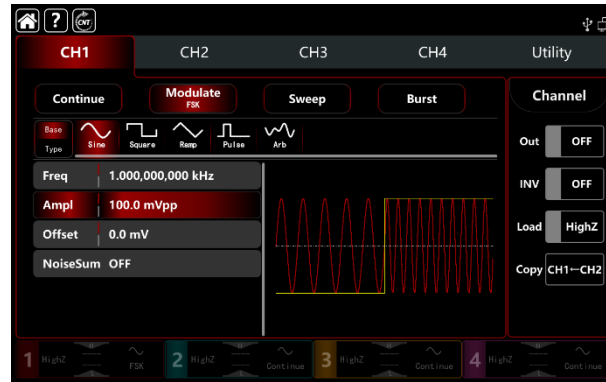 ? CNT
CH1 CH2 CH3 CH4 Utility
Continue Modulate Sweep Burst Channel
FSK
Base
Type Sine Square Ramp Pulse Arb
Out OFF
Freq 1.000,000,000 kHz
INV OFF
Ampl 100.0 mVpp
Offset 0.0 mV
Load HighZ
NoiseSum OFF
Copy CH1←CH2
1 HighZ FSK 2 HighZ Continue 3 HighZ Continue 4 HighZ Continue